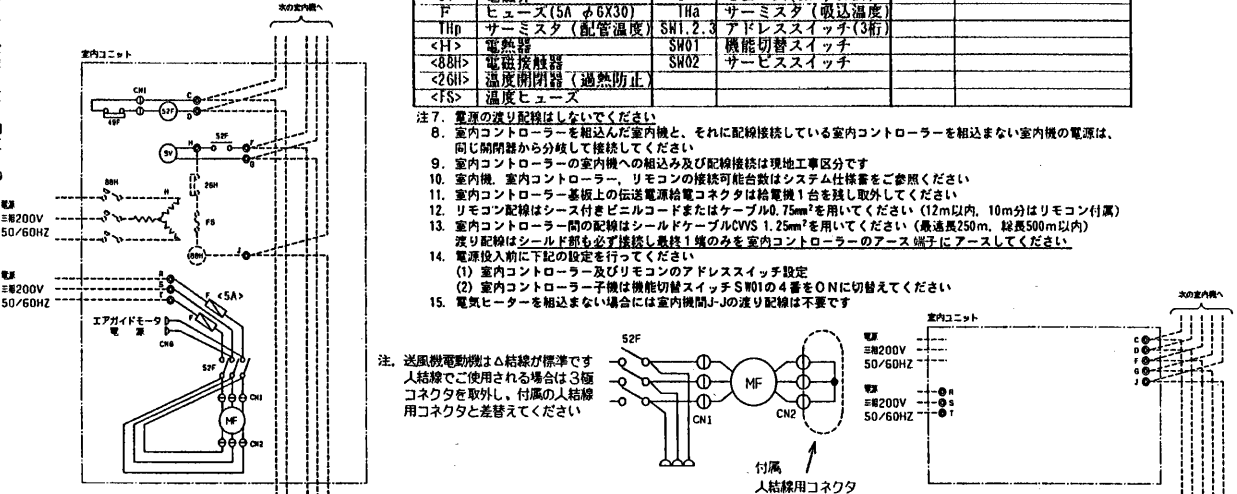 次の室内機へ
室内ユニット
CN1
C
D
49F
52F
52F
H
F
G
SV
88H
H
26H
FS
88H
J
電源
三相200V
50/60HZ
電源
三相200V
50/60HZ
R
S
T
F
<5A>
F
エアガイドモータ
電源
CN6
52F
CN1
MF
CN2
F ヒューズ(5A φ6X30) THa サーミスタ (吸込温度)
THp サーミスタ (配管温度) SW1.2.3 アドレススイッチ(3桁)
<H> 電熱器 SW01 機能切替スイッチ
<88H> 電磁接触器 SW02 サービススイッチ
<26H> 温度開閉器 (過熱防止)
<FS> 温度ヒューズ
注7. 電源の渡り配線はしないでください
8. 室内コントローラーを組込んだ室内機と、それに配線接続している室内コントローラーを組込まない室内機の電源は、
同じ開閉器から分岐して接続してください
9. 室内コントローラーの室内機への組込み及び配線接続は現地工事区分です
10. 室内機, 室内コントローラー, リモコンの接続可能台数はシステム仕様書をご参照ください
11. 室内コントローラー基板上の伝送電源給電コネクタは給電機1台を残し取外してください
12. リモコン配線はシース付きビニルコードまたはケーブル0.75mm²を用いてください (12m以内, 10m分はリモコン付属)
13. 室内コントローラー間の配線はシールドケーブルCVVS 1.25mm²を用いてください (最遠長250m, 総長500m以内)
渡り配線はシールド部も必ず接続し最終1端のみを室内コントローラーのアース端子にアースしてください
14. 電源投入前に下記の設定を行ってください
(1) 室内コントローラー及びリモコンのアドレススイッチ設定
(2) 室内コントローラー子機は機能切替スイッチSW01の4番をONに切替えてください
15. 電気ヒーターを組込まない場合には室内機間J-Jの渡り配線は不要です
注. 送風機電動機は△結線が標準です
人結線でご使用される場合は3極
コネクタを取外し、付属の人結線
用コネクタと差替えてください
52F
CN1
MF
CN2
付属
人結線用コネクタ
次の室内機へ
室内ユニット
電源
三相200V
50/60HZ
電源
三相200V
50/60HZ
R
S
T
C
D
F
G
J